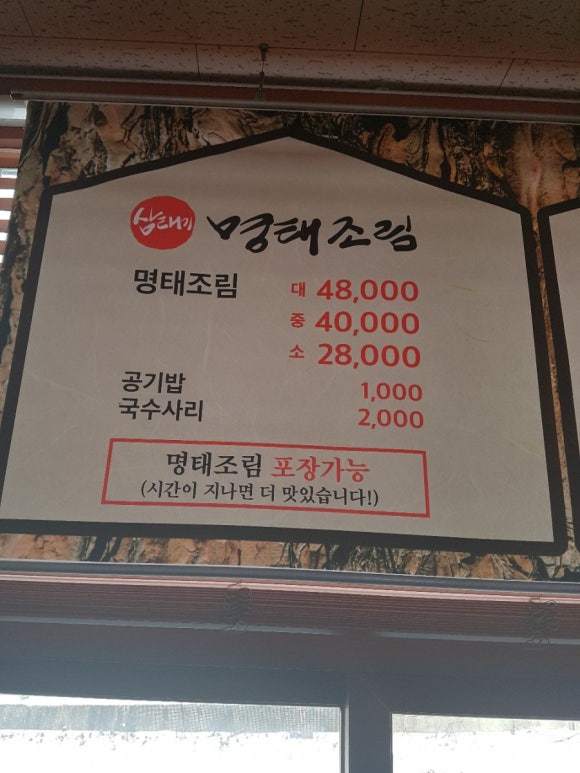 삼태기 명태조림
명태조림 대 48,000
중 40,000
소 28,000
공기밥 1,000
국수사리 2,000
명태조림 포장가능
(시간이 지나면 더 맛있습니다!)